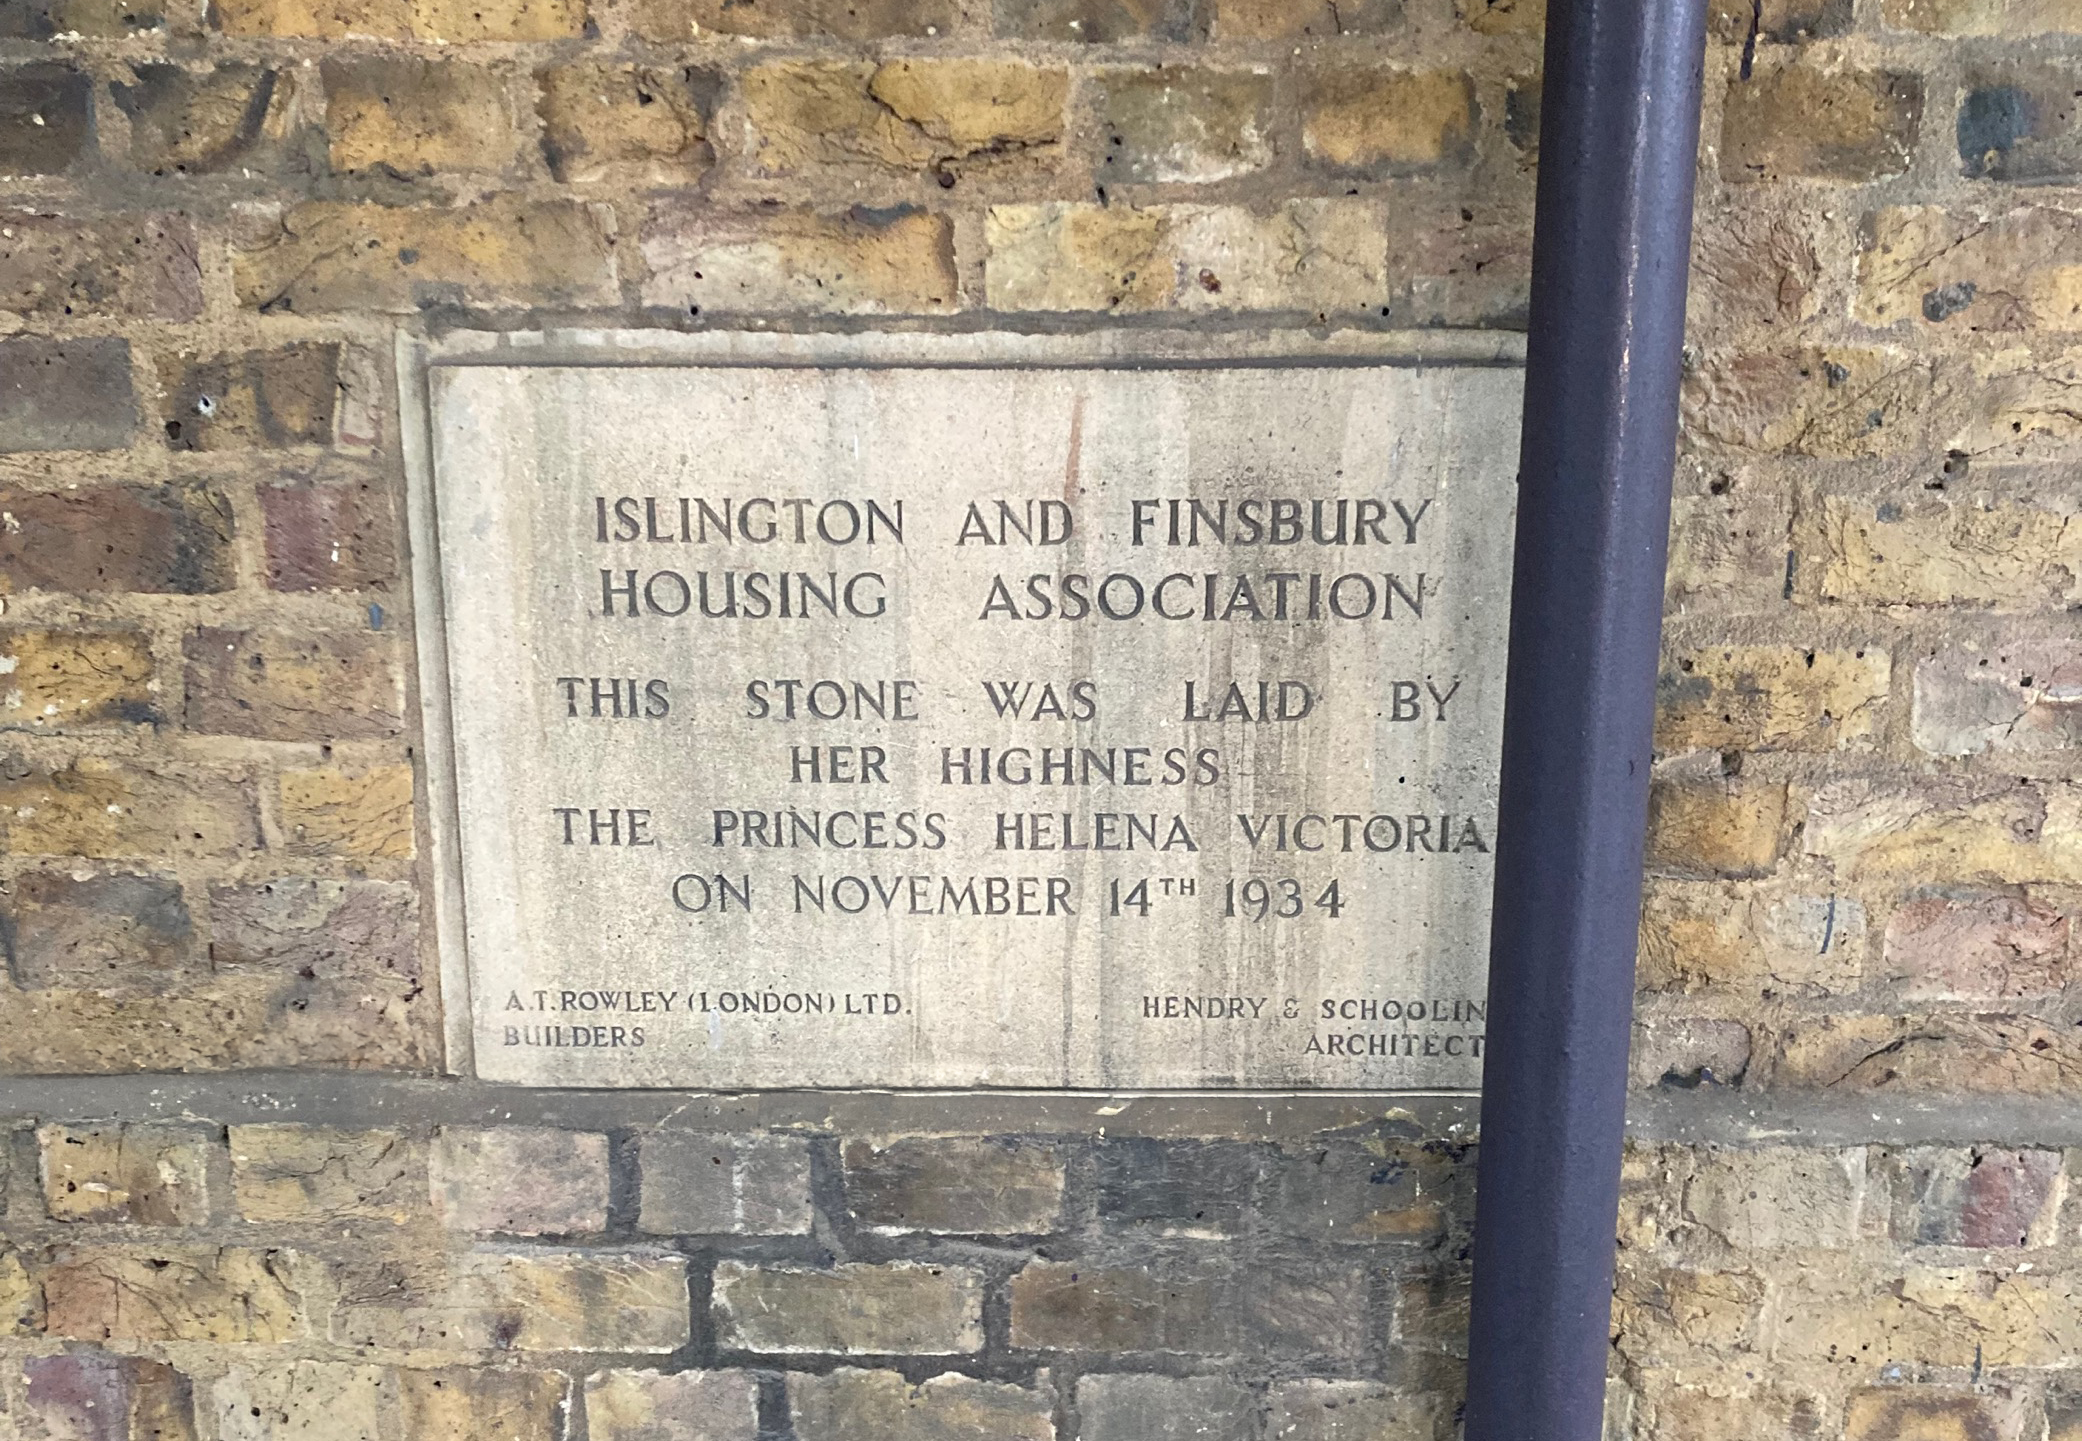 ISLINGTON AND FINSBURY
HOUSING ASSOCIATION
THIS STONE WAS LAID BY
HER HIGHNESS
THE PRINCESS HELENA VICTORIA
ON NOVEMBER 14TH 1934
A.T. ROWLEY (LONDON) LTD.
BUILDERS
HENDRY & SCHOOLIN
ARCHITECT